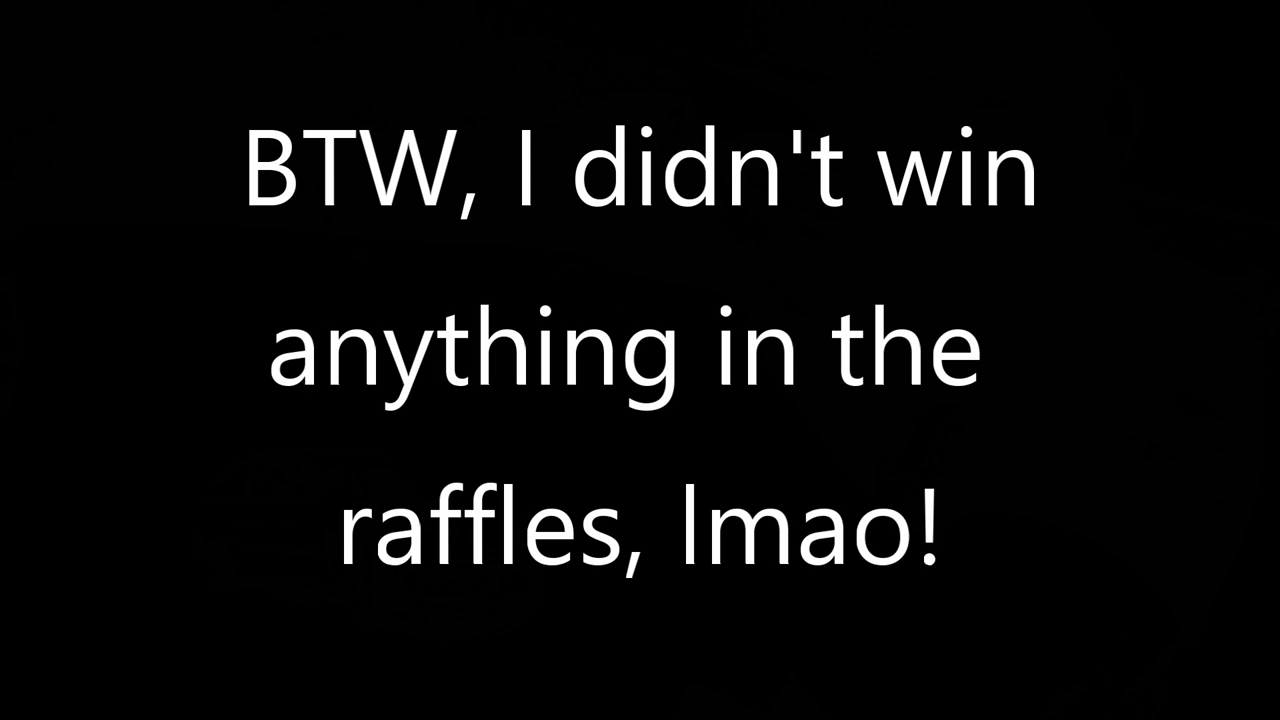 BTW, I didn't win
anything in the
raffles, lmao!